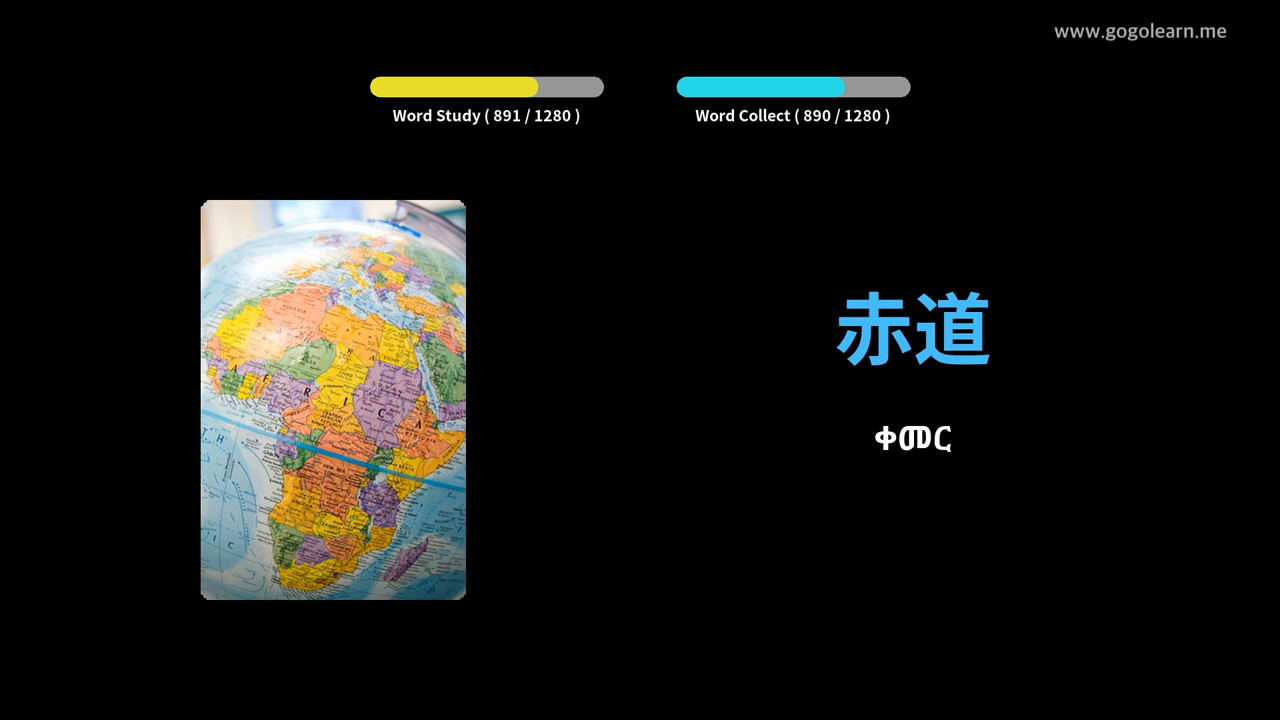 www.gogolearn.me
Word Study ( 891 / 1280 )
Word Collect ( 890 / 1280 )
赤道
ቀመር
A F R I C A